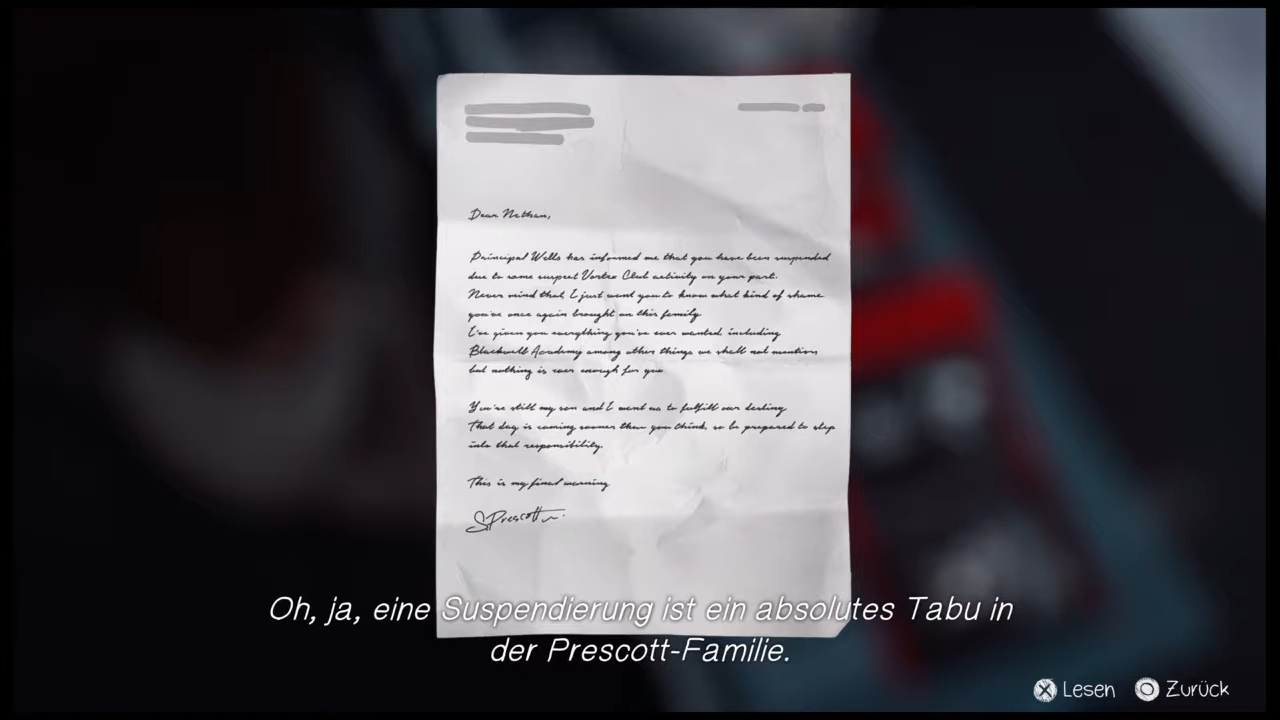 Dear Nathan,
Principal Wells has informed me that you have been suspended
due to some suspect Vortex Club activity on your part.
Never mind that, I just want you to know what kind of shame
you've once again brought on this family
I've given you everything you've ever wanted, including
Blackwell Academy among other things we shall not mention,
but nothing is ever enough for you
You're still my son and I want us to fulfill our destiny
That day is coming sooner than you think, so be prepared to step
into that responsibility.
This is my final warning
S. Prescott
Oh, ja, eine Suspendierung ist ein absolutes Tabu in
der Prescott-Familie.
Lesen Zurück